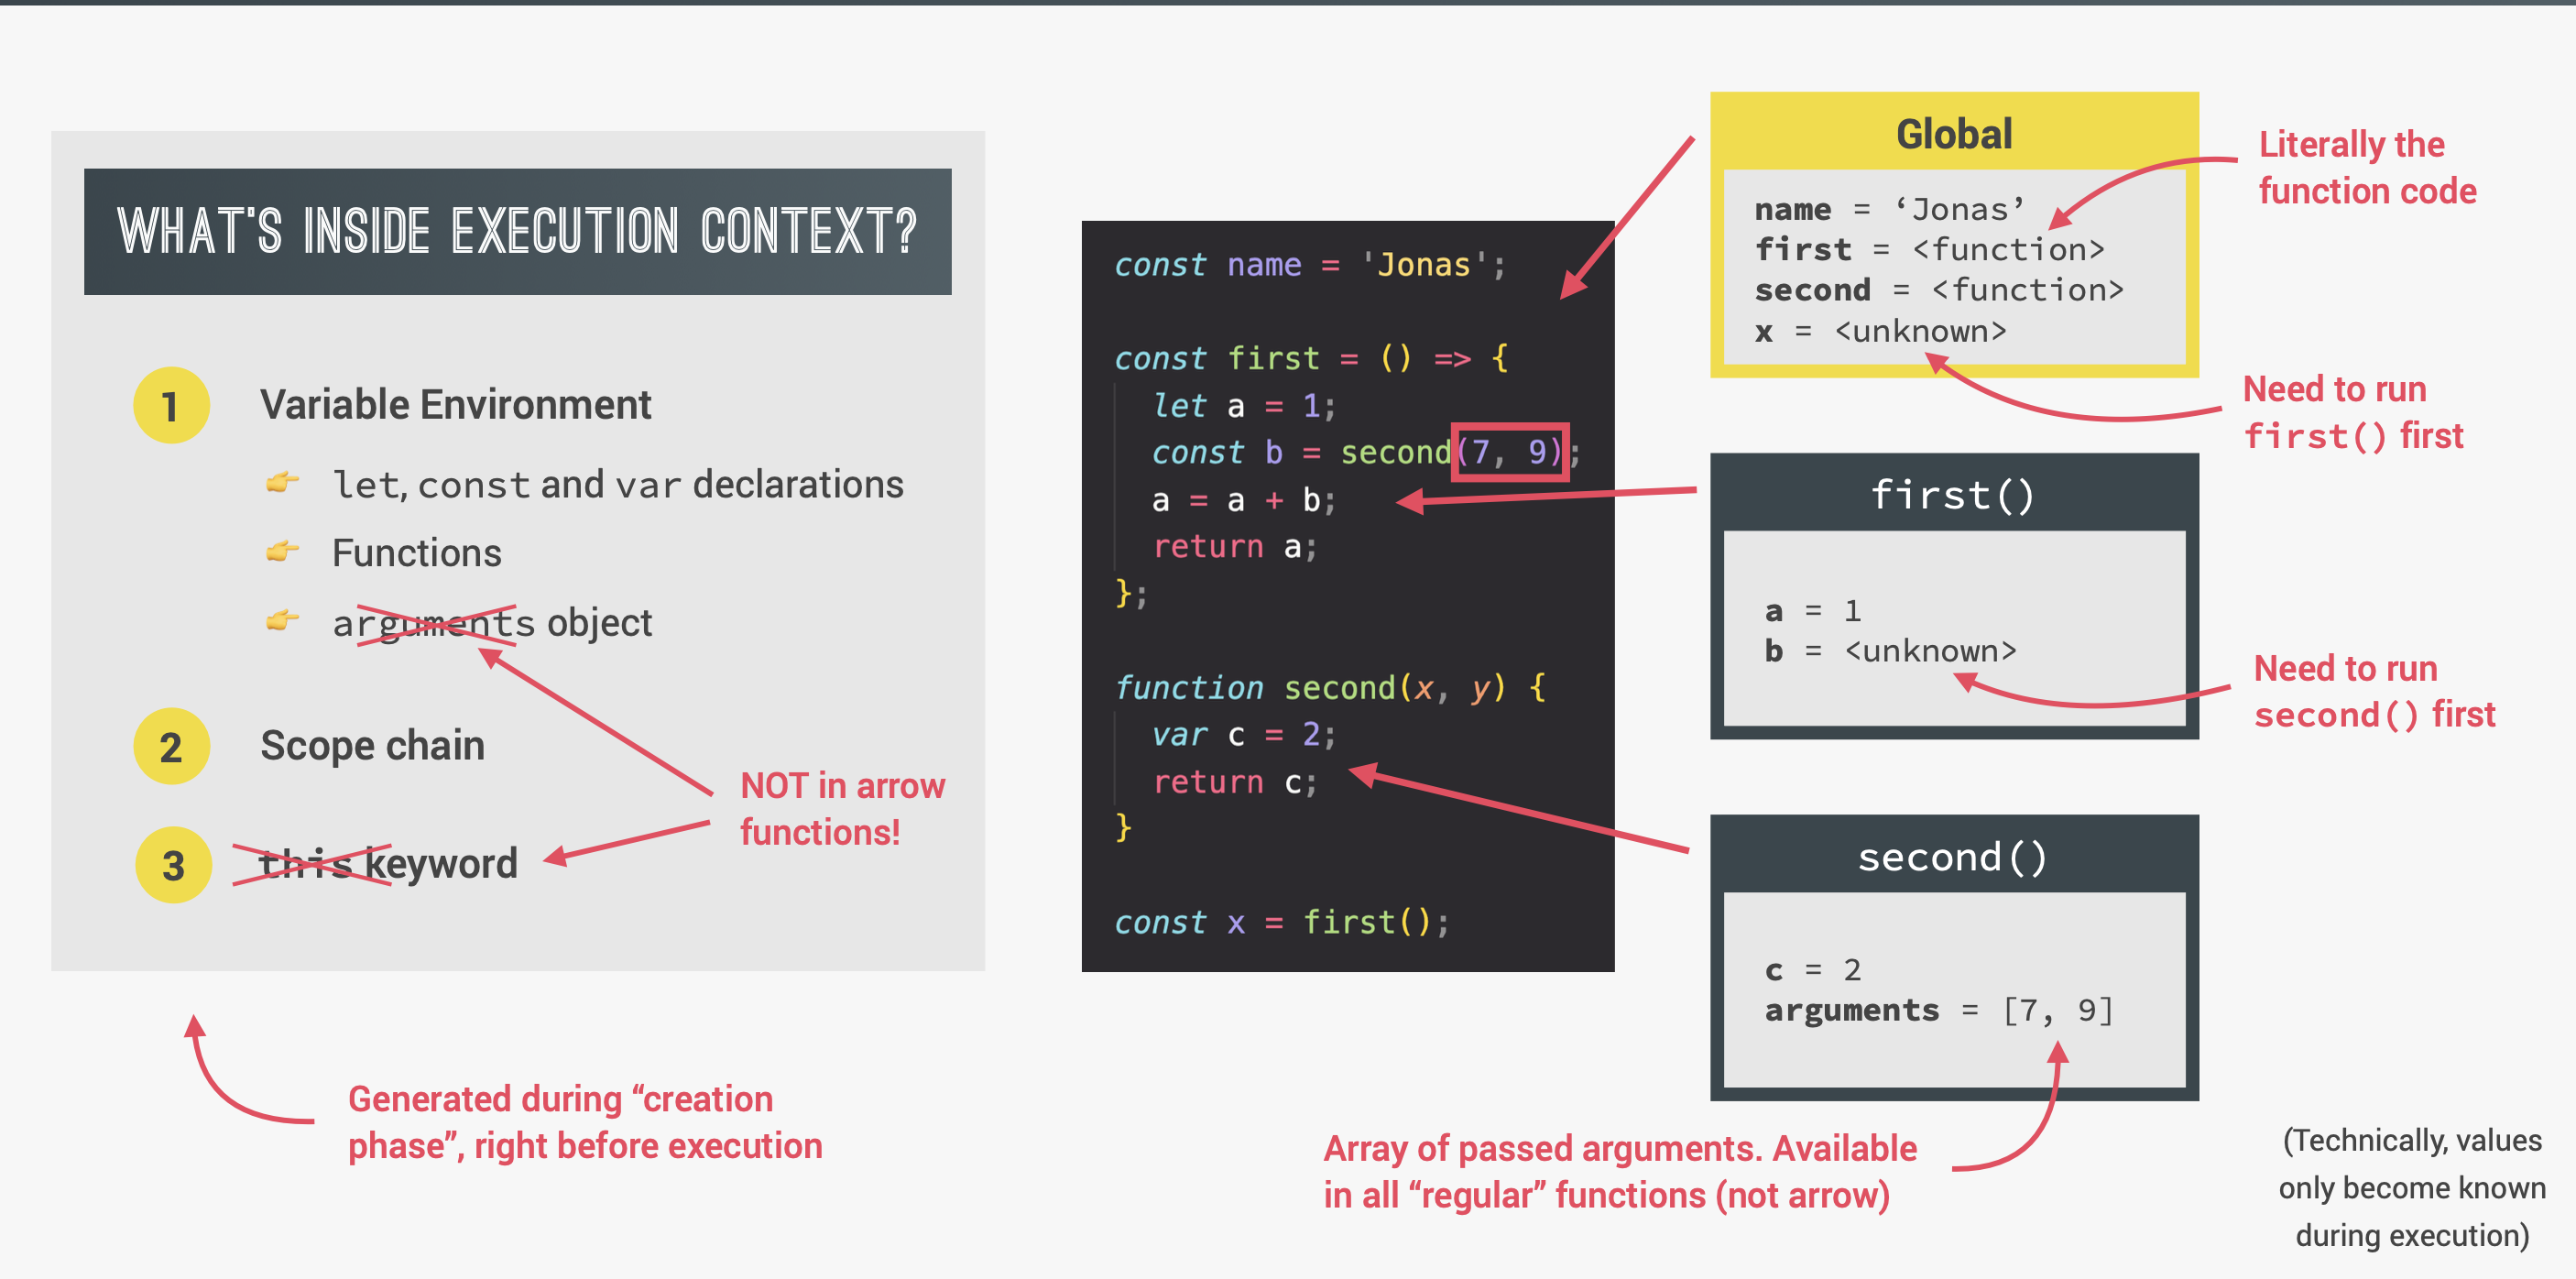 WHAT'S INSIDE EXECUTION CONTEXT?
1 Variable Environment
👉 let, const and var declarations
👉 Functions
👉 arguments object
2 Scope chain
3 this keyword
NOT in arrow
functions!
Generated during “creation
phase”, right before execution
const name = 'Jonas';
const first = () => {
  let a = 1;
  const b = second(7, 9);
  a = a + b;
  return a;
};
function second(x, y) {
  var c = 2;
  return c;
}
const x = first();
Global
name = ‘Jonas’
first = <function>
second = <function>
x = <unknown>
Literally the
function code
Need to run
first() first
first()
a = 1
b = <unknown>
Need to run
second() first
second()
c = 2
arguments = [7, 9]
Array of passed arguments. Available
in all “regular” functions (not arrow)
(Technically, values
only become known
during execution)